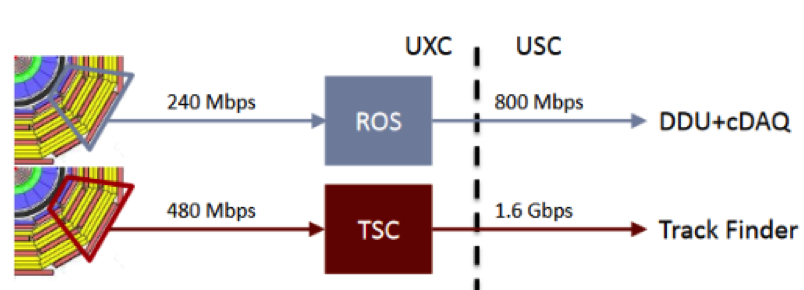 UXC USC
240 Mbps ROS 800 Mbps DDU+cDAQ
480 Mbps TSC 1.6 Gbps Track Finder